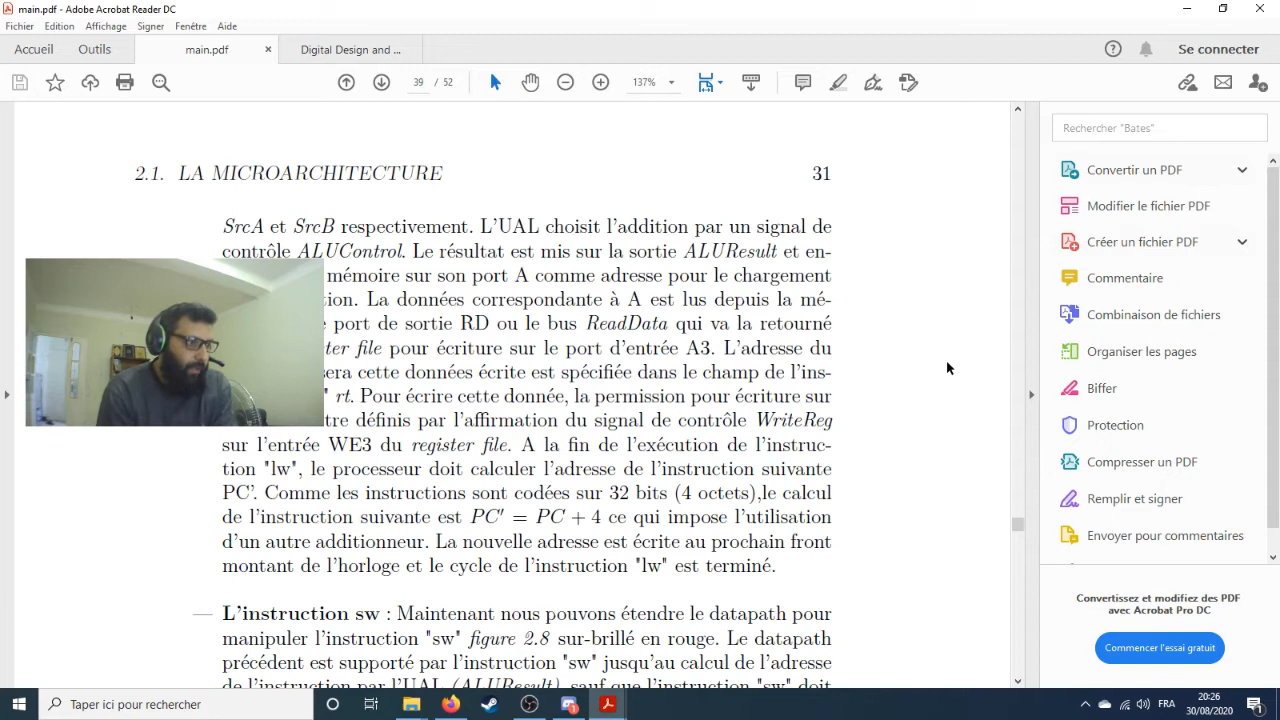 main.pdf - Adobe Acrobat Reader DC
Fichier Edition Affichage Signer Fenêtre Aide
Accueil Outils main.pdf × Digital Design and ... Se connecter
39 / 52 137%
2.1. LA MICROARCHITECTURE 31
SrcA et SrcB respectivement. L'UAL choisit l'addition par un signal de
contrôle ALUControl. Le résultat est mis sur la sortie ALUResult et en-
mémoire sur son port A comme adresse pour le chargement
ion. La données correspondante à A est lus depuis la mé-
port de sortie RD ou le bus ReadData qui va la retourné
ter file pour écriture sur le port d'entrée A3. L'adresse du
sera cette données écrite est spécifiée dans le champ de l'ins-
" rt. Pour écrire cette donnée, la permission pour écriture sur
tre définis par l'affirmation du signal de contrôle WriteReg
sur l'entrée WE3 du register file. A la fin de l'exécution de l'instruc-
tion "lw", le processeur doit calculer l'adresse de l'instruction suivante
PC'. Comme les instructions sont codées sur 32 bits (4 octets),le calcul
de l'instruction suivante est PC' = PC + 4 ce qui impose l'utilisation
d'un autre additionneur. La nouvelle adresse est écrite au prochain front
montant de l'horloge et le cycle de l'instruction "lw" est terminé.
— L'instruction sw : Maintenant nous pouvons étendre le datapath pour
manipuler l'instruction "sw" figure 2.8 sur-brillé en rouge. Le datapath
précédent est supporté par l'instruction "sw" jusqu'au calcul de l'adresse
de l'instruction par l'UAL (ALUResult), sauf que l'instruction "sw" doit
Rechercher "Bates"
Convertir un PDF
Modifier le fichier PDF
Créer un fichier PDF
Commentaire
Combinaison de fichiers
Organiser les pages
Biffer
Protection
Compresser un PDF
Remplir et signer
Envoyer pour commentaires
Convertissez et modifiez des PDF
avec Acrobat Pro DC
Commencer l'essai gratuit
Taper ici pour rechercher
FRA
20:26
30/08/2020